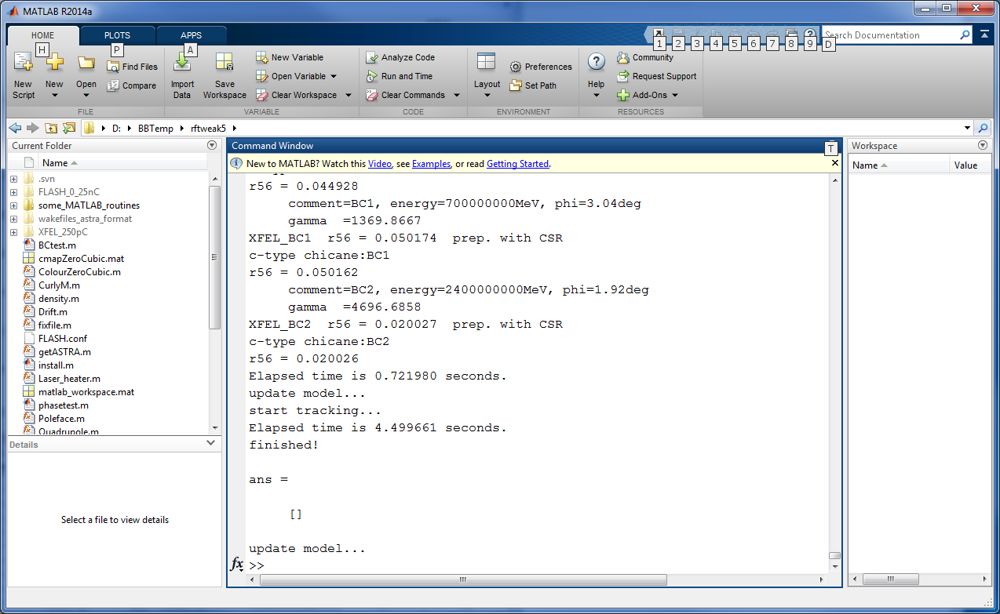 MATLAB R2014a
HOME PLOTS APPS
H P A
1 2 3 4 5 6 7 8 9 D
Search Documentation
New Script
New
Open
Find Files
Compare
FILE
Import Data
Save Workspace
New Variable
Open Variable
Clear Workspace
VARIABLE
Analyze Code
Run and Time
Clear Commands
CODE
Layout
Preferences
Set Path
ENVIRONMENT
Help
Community
Request Support
Add-Ons
RESOURCES
D: BBTemp rftweak5
Current Folder
Name
.svn
FLASH_0_25nC
some_MATLAB_routines
wakefiles_astra_format
XFEL_250pC
BCtest.m
cmapZeroCubic.mat
ColourZeroCubic.m
CurlyM.m
density.m
Drift.m
fixfile.m
FLASH.conf
getASTRA.m
install.m
Laser_heater.m
matlab_workspace.mat
phasetest.m
Poleface.m
Quadrupole.m
Details
Select a file to view details
Command Window
T
New to MATLAB? Watch this Video, see Examples, or read Getting Started.
r56 = 0.044928
comment=BC1, energy=700000000MeV, phi=3.04deg
gamma =1369.8667
XFEL_BC1 r56 = 0.050174 prep. with CSR
c-type chicane:BC1
r56 = 0.050162
comment=BC2, energy=2400000000MeV, phi=1.92deg
gamma =4696.6858
XFEL_BC2 r56 = 0.020027 prep. with CSR
c-type chicane:BC2
r56 = 0.020026
Elapsed time is 0.721980 seconds.
update model...
start tracking...
Elapsed time is 4.499661 seconds.
finished!
ans =
[]
update model...
fx >>
Workspace
Name Value